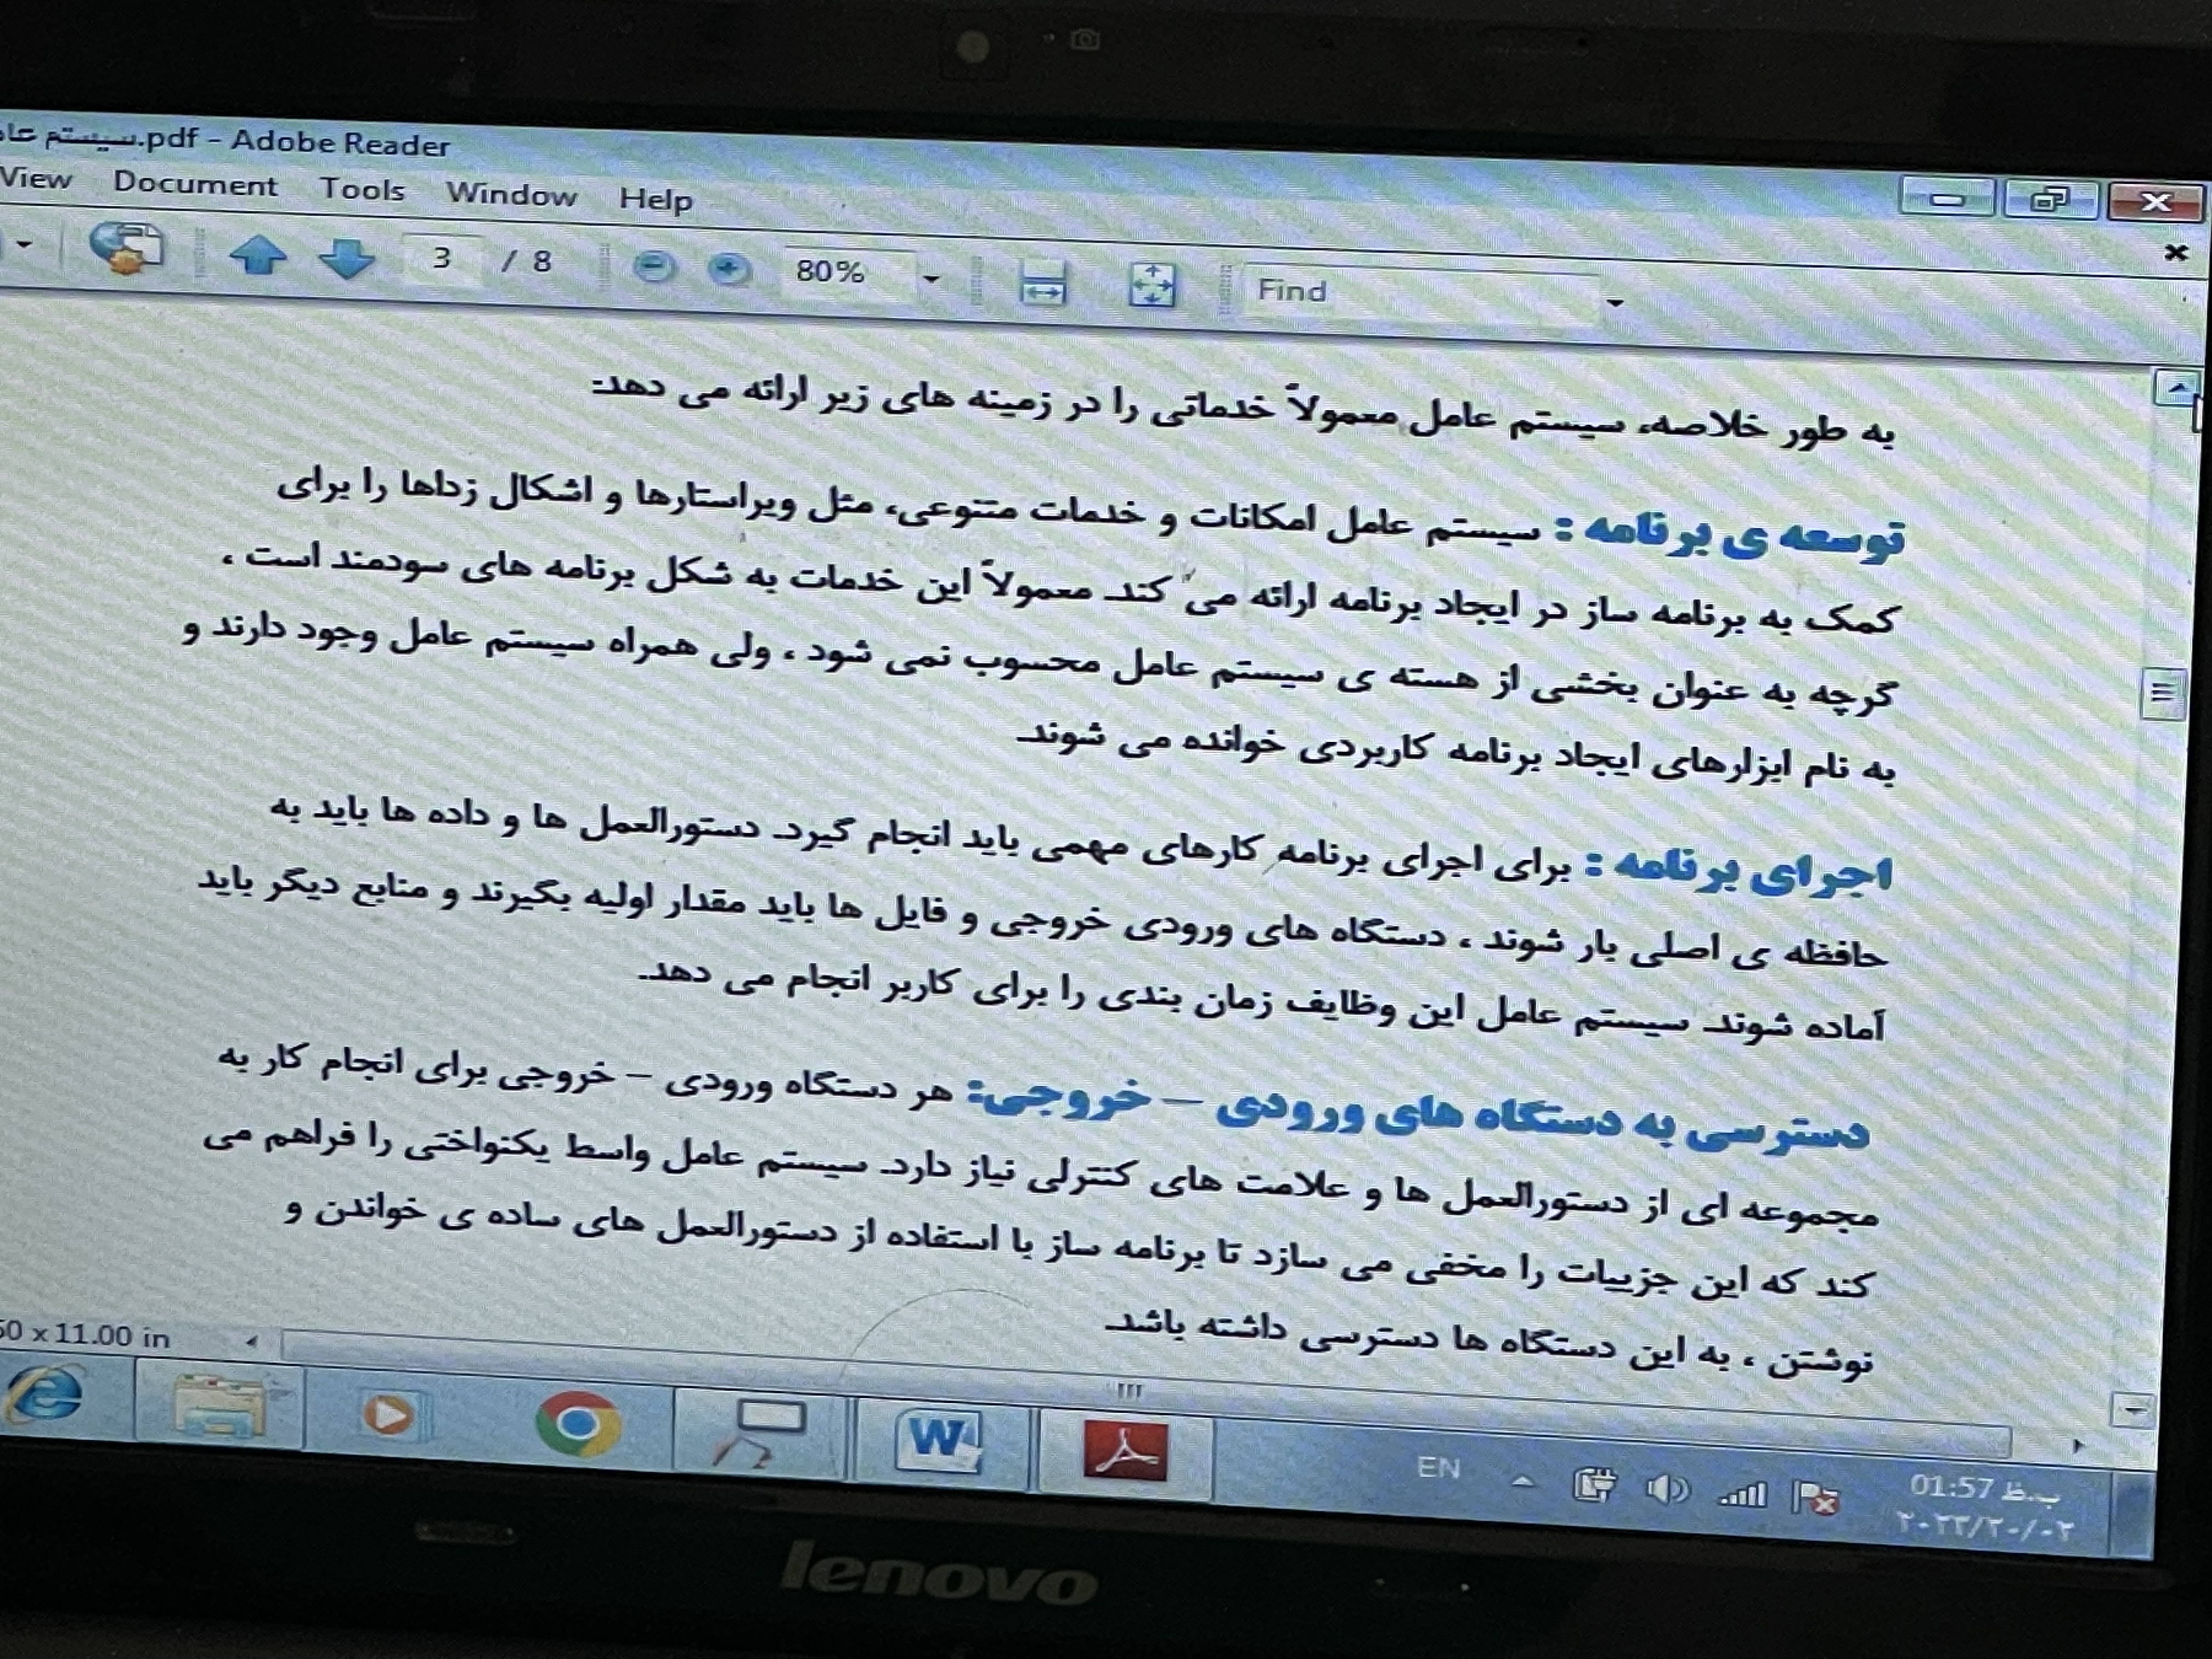 سیستم عا.pdf - Adobe Reader
View Document Tools Window Help
3 / 8 80% Find
به طور خلاصه، سیستم عامل معمولاً خدماتی را در زمینه های زیر ارائه می دهد:
توسعه ی برنامه : سیستم عامل امکانات و خدمات متنوعی، مثل ویراستارها و اشکال زداها را برای
کمک به برنامه ساز در ایجاد برنامه ارائه می کند. معمولاً این خدمات به شکل برنامه های سودمند است ،
گرچه به عنوان بخشی از هسته ی سیستم عامل محسوب نمی شود ، ولی همراه سیستم عامل وجود دارند و
به نام ابزارهای ایجاد برنامه کاربردی خوانده می شوند.
اجرای برنامه : برای اجرای برنامه کارهای مهمی باید انجام گیرد. دستورالعمل ها و داده ها باید به
حافظه ی اصلی بار شوند ، دستگاه های ورودی خروجی و فایل ها باید مقدار اولیه بگیرند و منابع دیگر باید
آماده شوند. سیستم عامل این وظایف زمان بندی را برای کاربر انجام می دهد.
دسترسی به دستگاه های ورودی – خروجی: هر دستگاه ورودی – خروجی برای انجام کار به
مجموعه ای از دستورالعمل ها و علامت های کنترلی نیاز دارد. سیستم عامل واسط یکنواختی را فراهم می
کند که این جزییات را مخفی می سازد تا برنامه ساز با استفاده از دستورالعمل های ساده ی خواندن و
نوشتن ، به این دستگاه ها دسترسی داشته باشد.
50 x 11.00 in
EN
01:57 ب.ظ
۲۰۲۳/۲۰/۰۲
lenovo